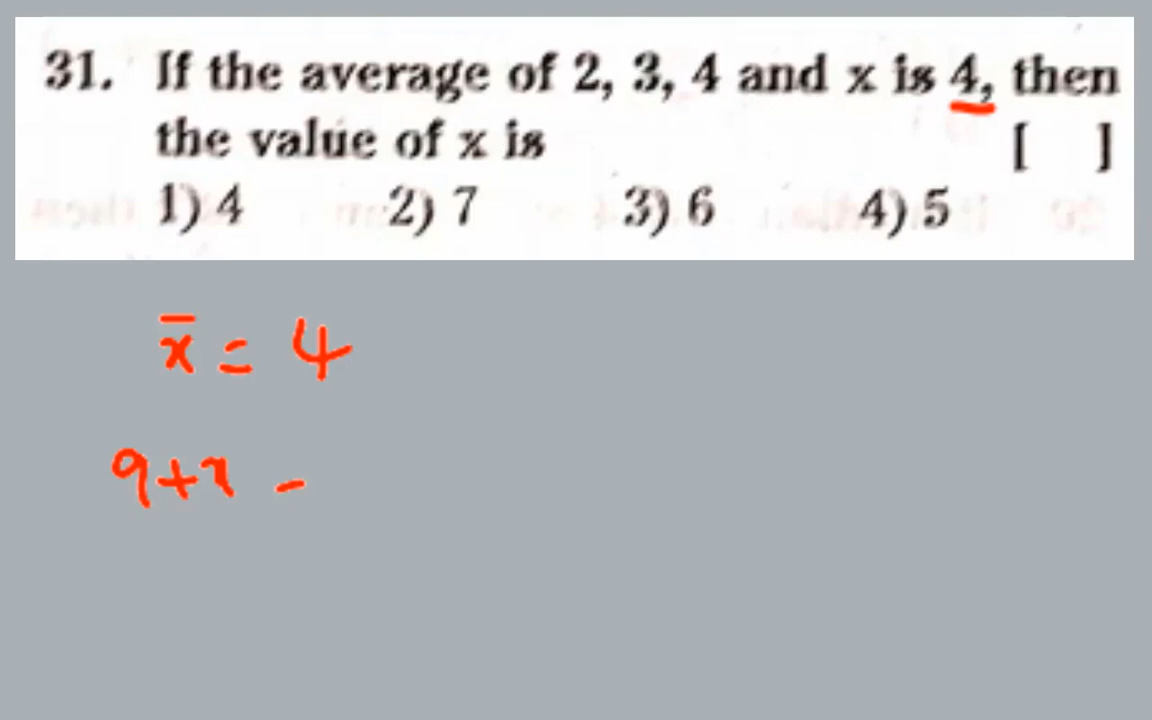 31. If the average of 2, 3, 4 and x is 4, then
the value of x is [ ]
1) 4 2) 7 3) 6 4) 5
x̄ = 4
9+x -